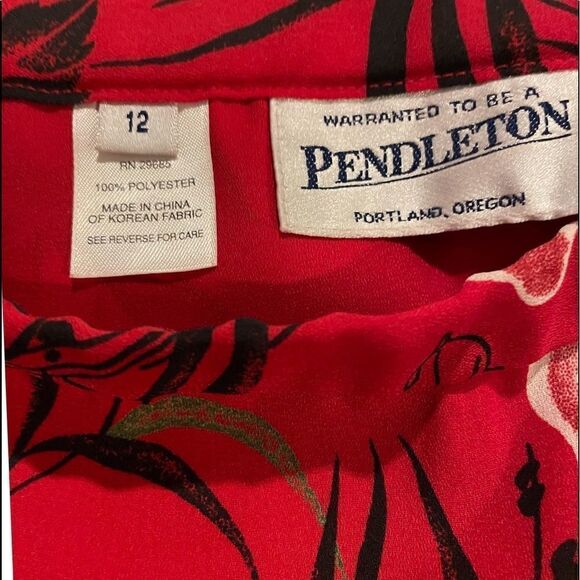 12
RN 29685
100% POLYESTER
MADE IN CHINA
OF KOREAN FABRIC
SEE REVERSE FOR CARE
WARRANTED TO BE A
PENDLETON
PORTLAND, OREGON